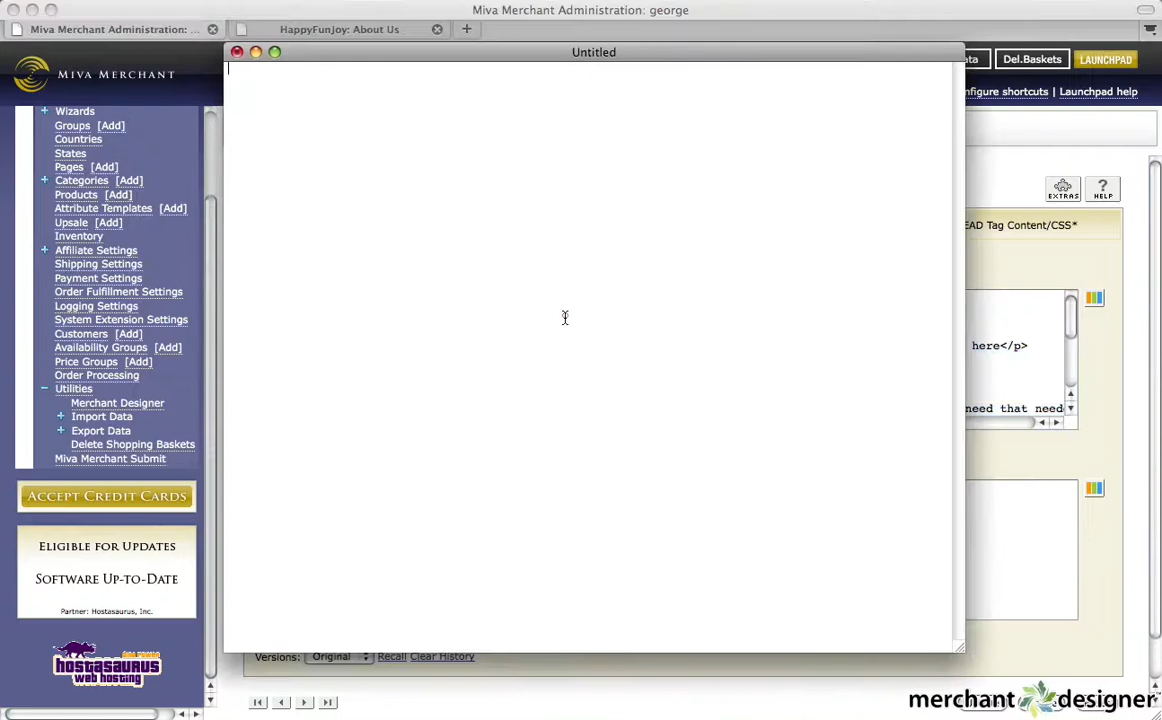 Miva Merchant Administration: george
Miva Merchant Administration: ...
HappyFunJoy: About Us
Untitled
MIVA MERCHANT
Del.Baskets
LAUNCHPAD
Launchpad help
Wizards
Groups [Add]
Countries
States
Pages [Add]
Categories [Add]
Products [Add]
Attribute Templates [Add]
Upsale [Add]
Inventory
Affiliate Settings
Shipping Settings
Payment Settings
Order Fulfillment Settings
Logging Settings
System Extension Settings
Customers [Add]
Availability Groups [Add]
Price Groups [Add]
Order Processing
Utilities
Merchant Designer
Import Data
Export Data
Delete Shopping Baskets
Miva Merchant Submit
ACCEPT CREDIT CARDS
ELIGIBLE FOR UPDATES
SOFTWARE UP-TO-DATE
Partner: Hostasaurus, Inc.
hostasaurus
web hosting
nfigure shortcuts |
EXTRAS
HELP
EAD Tag Content/CSS*
here</p>
need that need
Versions: Original Recall Clear History
merchant designer